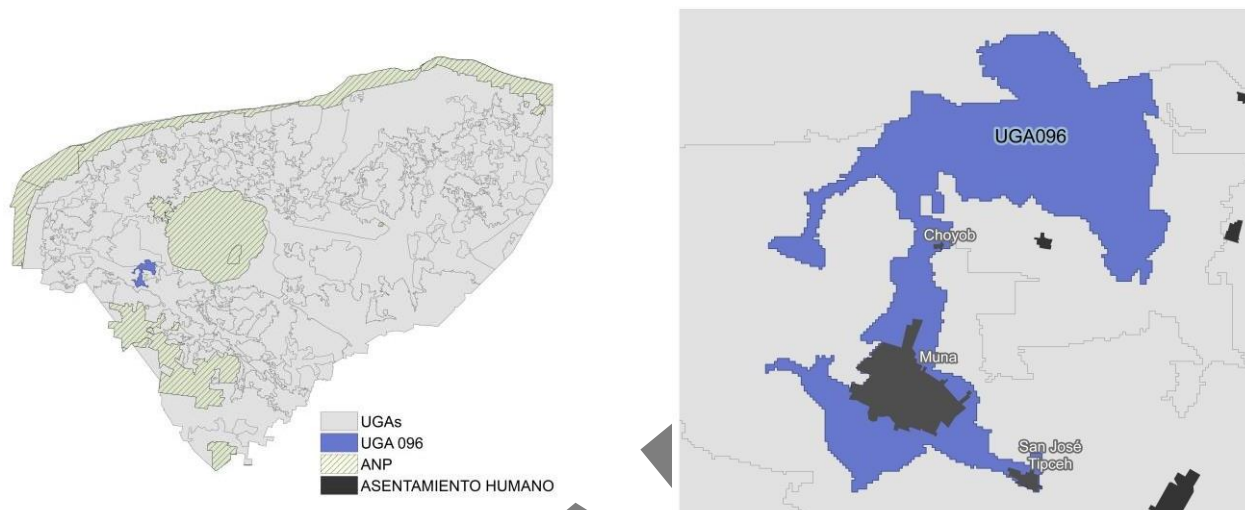 UGAs
UGA 096
ANP
ASENTAMIENTO HUMANO
UGA096
Choyob
Muna
San José
Tipceh